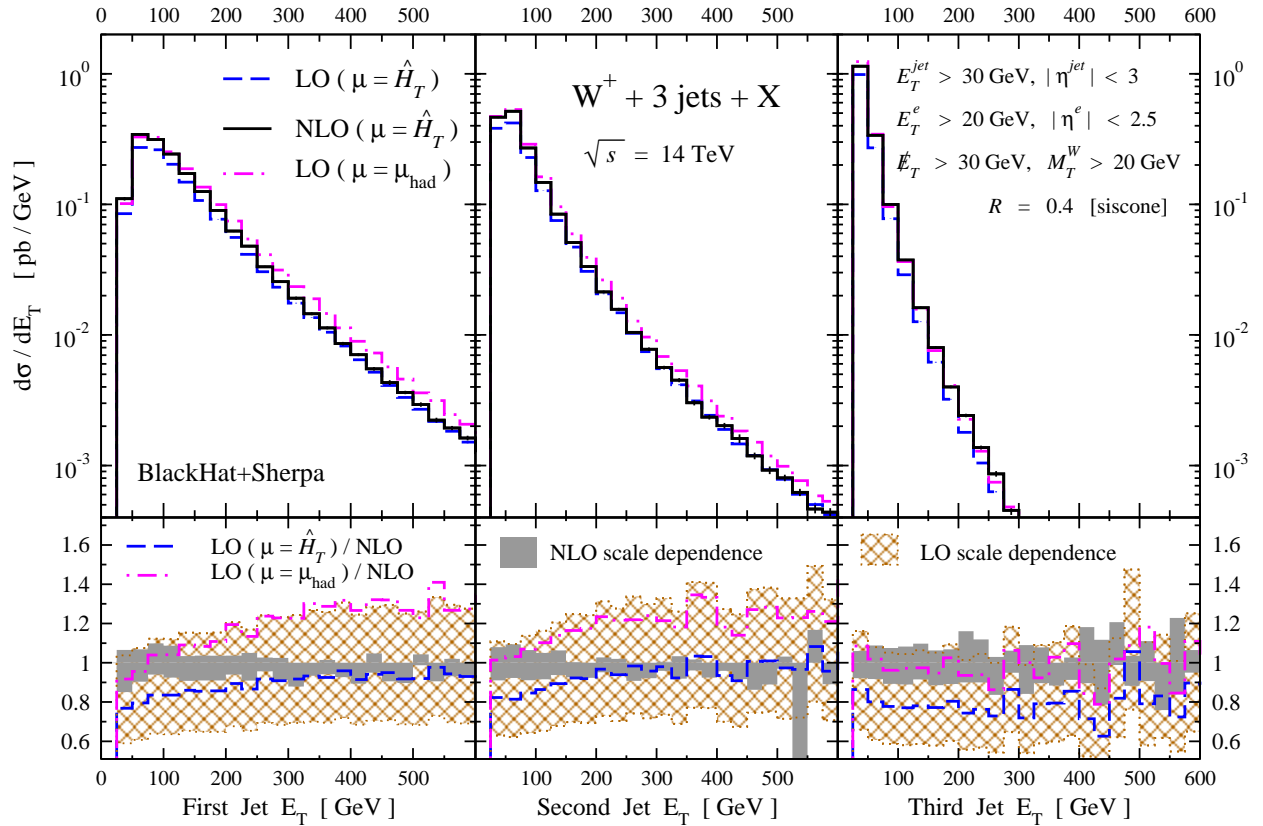 0 100 200 300 400 500 0 100 200 300 400 500 0 100 200 300 400 500 600
10^0
10^-1
10^-2
10^-3
dσ / dE_T [ pb / GeV ]
LO ( μ = Ĥ_T )
NLO ( μ = Ĥ_T )
LO ( μ = μ_had )
BlackHat+Sherpa
W^+ + 3 jets + X
√s = 14 TeV
E_T^jet > 30 GeV, | η^jet | < 3
E_T^e > 20 GeV, | η^e | < 2.5
E̸_T > 30 GeV, M_T^W > 20 GeV
R = 0.4 [siscone]
10^0
10^-1
10^-2
10^-3
1.6
1.4
1.2
1
0.8
0.6
LO ( μ = Ĥ_T ) / NLO
LO ( μ = μ_had ) / NLO
NLO scale dependence
LO scale dependence
1.6
1.4
1.2
1
0.8
0.6
100 200 300 400 500 100 200 300 400 500 100 200 300 400 500 600
First Jet E_T [ GeV ]
Second Jet E_T [ GeV ]
Third Jet E_T [ GeV ]